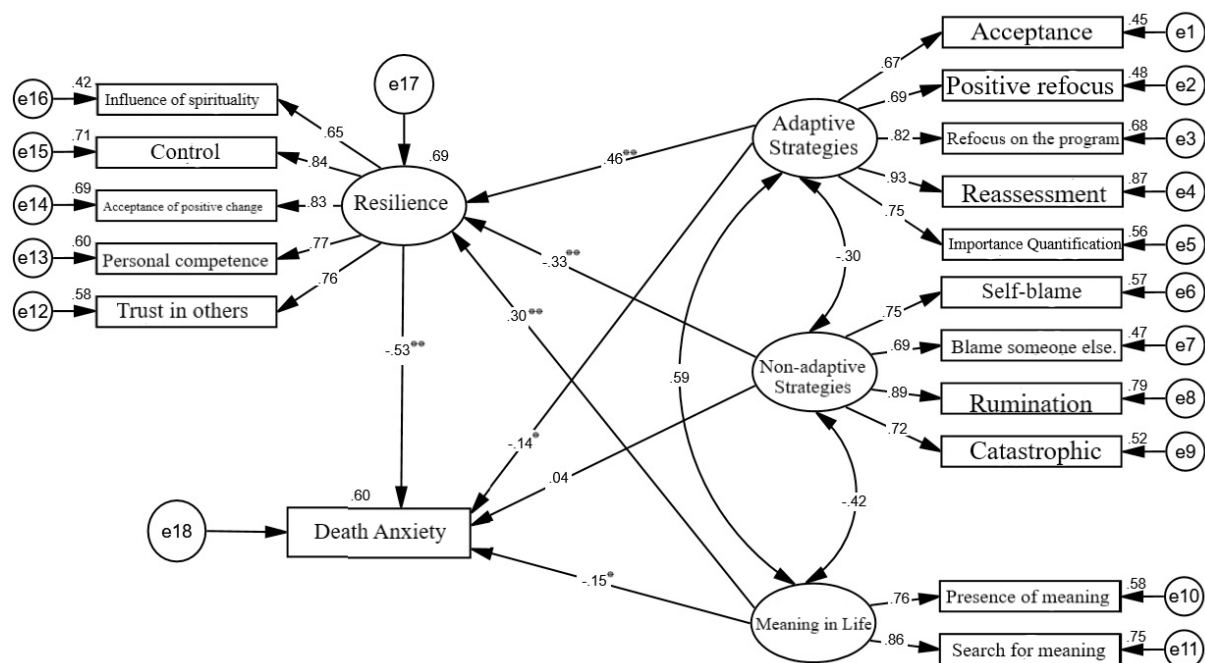 .45
Acceptance
e1
.67
.48
Positive refocus
e2
.69
Adaptive
Strategies
.68
Refocus on the program
e3
.82
.87
Reassessment
e4
.93
.56
Importance Quantification
e5
.75
e17
.42
e16
Influence of spirituality
.65
.71
e15
Control
.84
.69
Resilience
.69
e14
Acceptance of positive change
.83
.60
e13
Personal competence
.77
.58
e12
Trust in others
.76
.46**
-.33**
.30**
-.53**
-.30
.59
.57
Self-blame
e6
.75
.47
Blame someone else.
e7
.69
Non-adaptive
Strategies
.79
Rumination
e8
.89
.52
Catastrophic
e9
.72
-.14*
.04
-.42
.60
e18
Death Anxiety
-.15*
Meaning in Life
.58
Presence of meaning
e10
.76
.75
Search for meaning
e11
.86